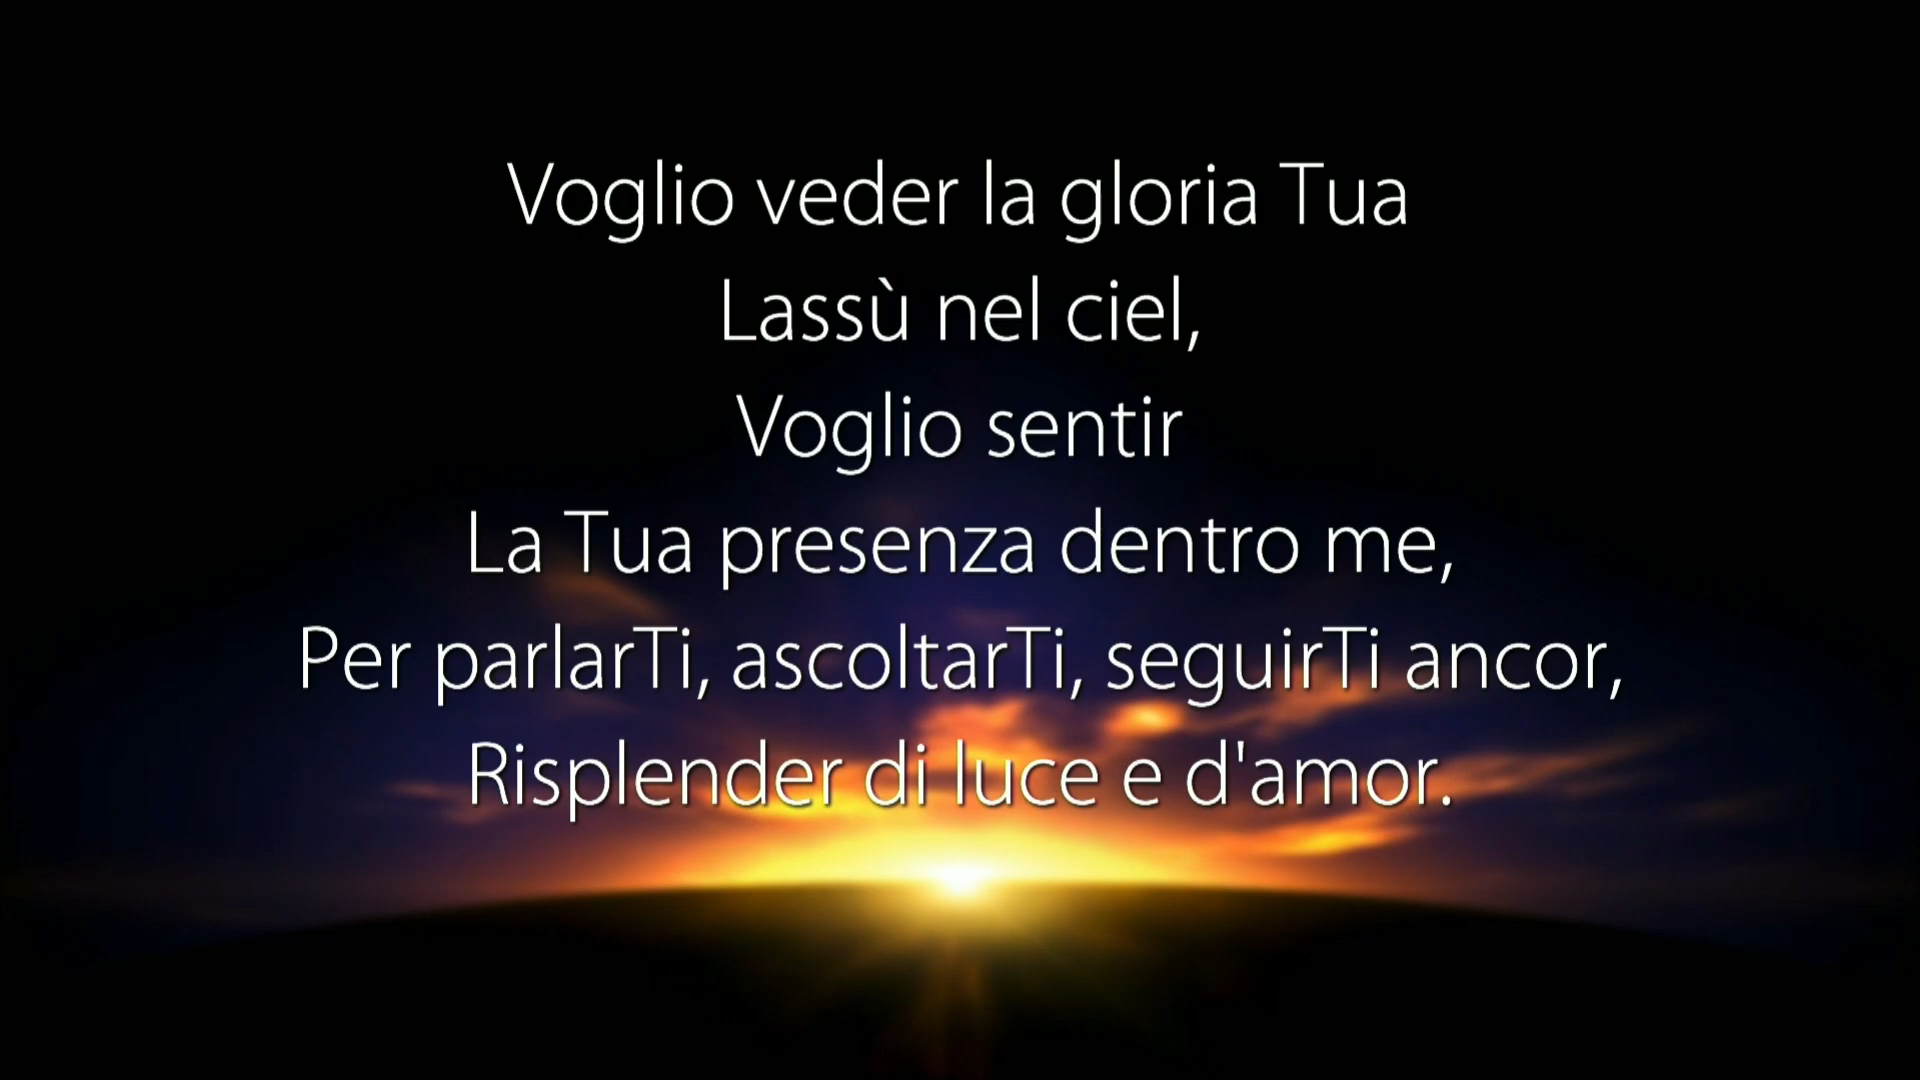 Voglio veder la gloria Tua
Lassù nel ciel,
Voglio sentir
La Tua presenza dentro me,
Per parlarTi, ascoltarTi, seguirTi ancor,
Risplender di luce e d'amor.